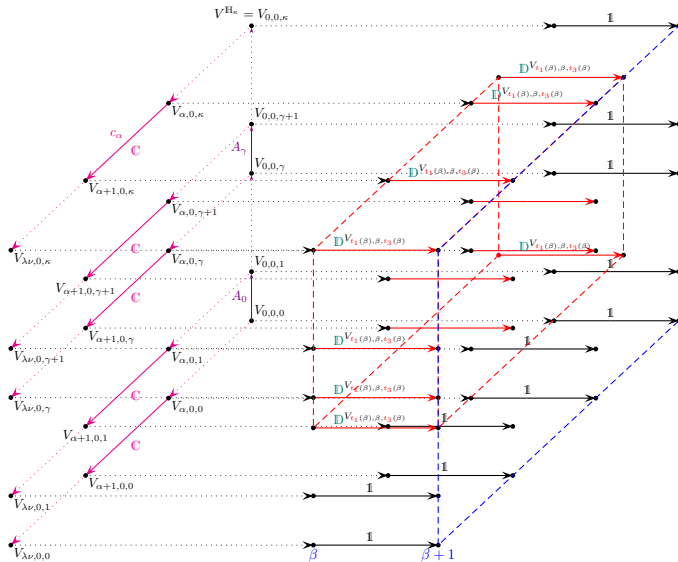 V^{ℍ_κ} = V_{0,0,κ}
𝟙
𝔻^{V_{t_1(β),β,t_3(β)}}
𝔻^{V_{t_1(β),β,t_3(β)}}
V_{α,0,κ}
V_{0,0,γ+1}
𝟙
c_α
ℂ
A_γ
V_{0,0,γ}
𝟙
𝔻^{V_{t_1(β),β,t_3(β)}}
V_{α+1,0,κ}
V_{α,0,γ+1}
V_{λν,0,κ}
ℂ
V_{α,0,γ}
𝔻^{V_{t_1(β),β,t_3(β)}}
𝔻^{V_{t_1(β),β,t_3(β)}}
V_{0,0,1}
𝟙
V_{α+1,0,γ+1}
ℂ
A_0
V_{0,0,0}
V_{α+1,0,γ}
V_{λν,0,γ+1}
V_{α,0,1}
𝔻^{V_{t_1(β),β,t_3(β)}}
𝟙
ℂ
V_{λν,0,γ}
V_{α,0,0}
𝔻^{V_{t_1(β),β,t_3(β)}}
𝟙
V_{α+1,0,1}
ℂ
𝔻^{V_{t_1(β),β,t_3(β)}}
𝟙
V_{α+1,0,0}
𝟙
V_{λν,0,1}
𝟙
V_{λν,0,0}
𝟙
β
β + 1